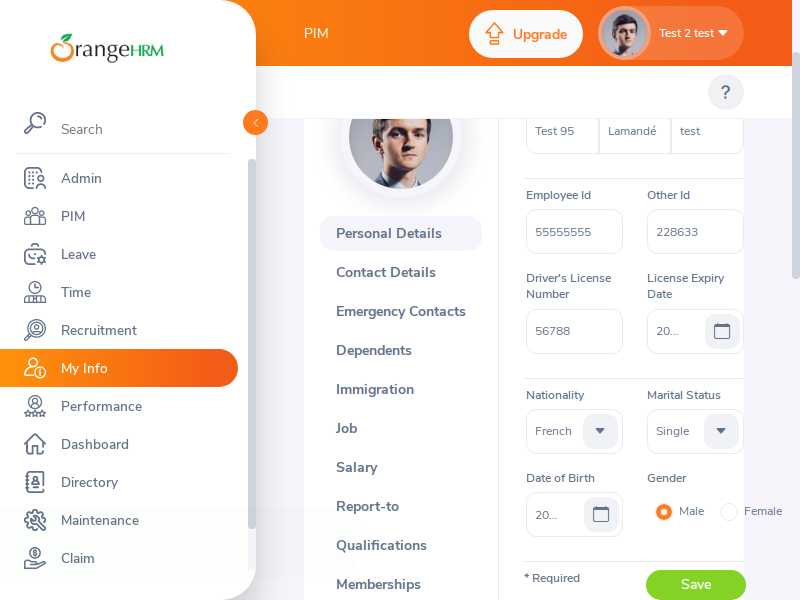 OrangeHRM
PIM
Upgrade
Test 2 test
?
Search
Admin
PIM
Leave
Time
Recruitment
My Info
Performance
Dashboard
Directory
Maintenance
Claim
Personal Details
Contact Details
Emergency Contacts
Dependents
Immigration
Job
Salary
Report-to
Qualifications
Memberships
Test 95 Lamandé test
Employee Id Other Id
55555555 228633
Driver's License Number
License Expiry Date
56788 20...
Nationality Marital Status
French Single
Date of Birth Gender
20... Male Female
* Required Save